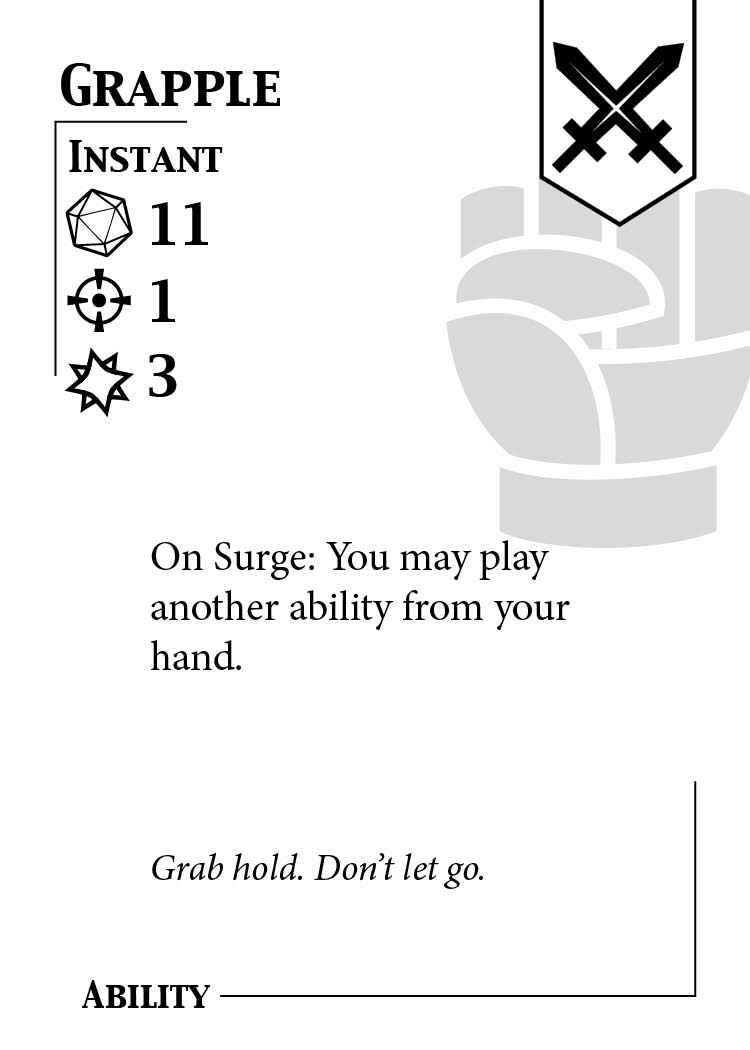 Grapple
Instant
11
1
3
On Surge: You may play
another ability from your
hand.
Grab hold. Don’t let go.
Ability